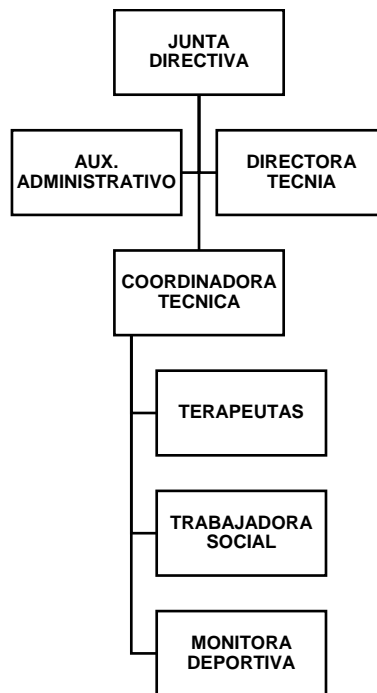 JUNTA
DIRECTIVA
AUX.
ADMINISTRATIVO
DIRECTORA
TECNIA
COORDINADORA
TECNICA
TERAPEUTAS
TRABAJADORA
SOCIAL
MONITORA
DEPORTIVA